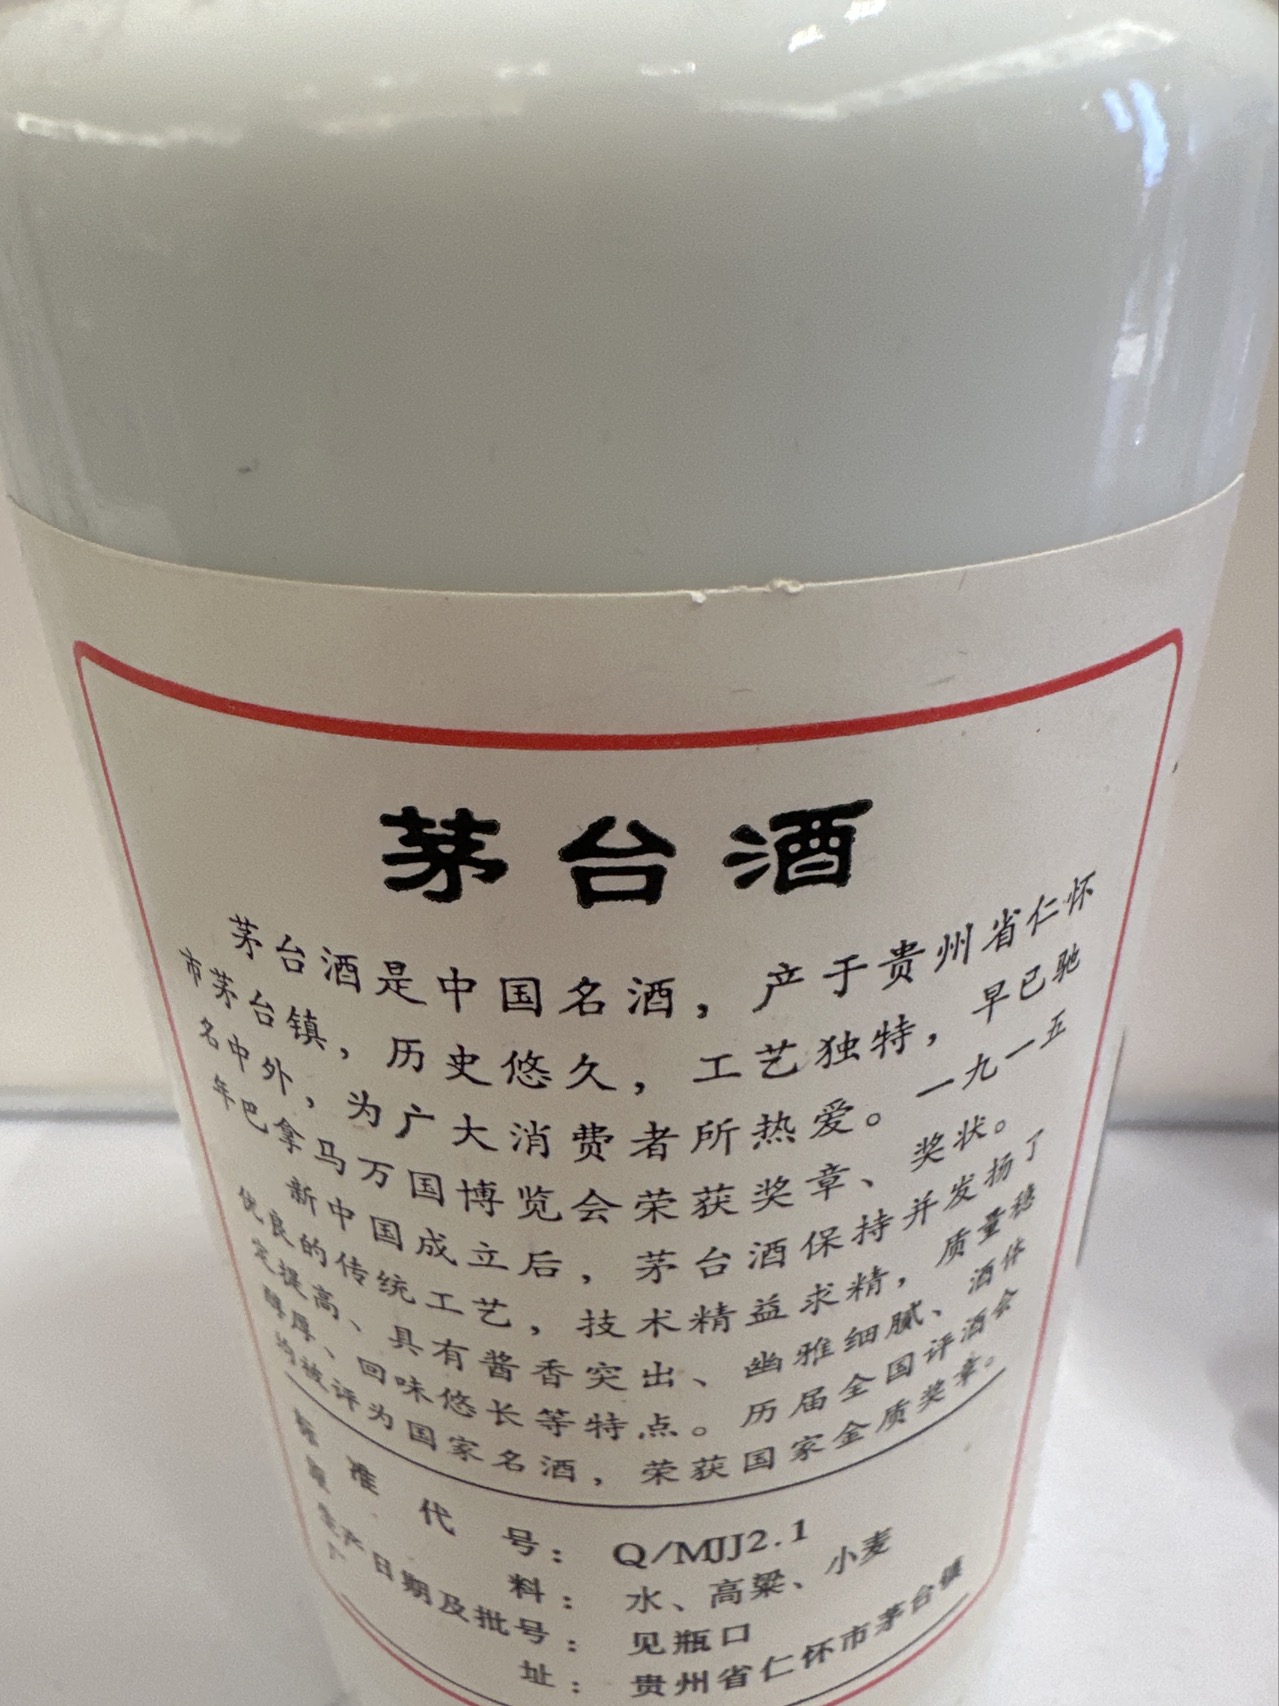 茅台酒
茅台酒是中国名酒，产于贵州省仁怀
市茅台镇，历史悠久，工艺独特，早已驰
名中外，为广大消费者所热爱。一九一五
年巴拿马万国博览会荣获奖章、奖状。
新中国成立后，茅台酒保持并发扬了
优良的传统工艺，技术精益求精，质量稳
定提高、具有酱香突出、幽雅细腻、酒体
醇厚、回味悠长等特点。历届全国评酒会
均被评为国家名酒，荣获国家金质奖章。
标准代号：Q/MJJ2.1
料：水、高粱、小麦
生产日期及批号：见瓶口
厂址：贵州省仁怀市茅台镇